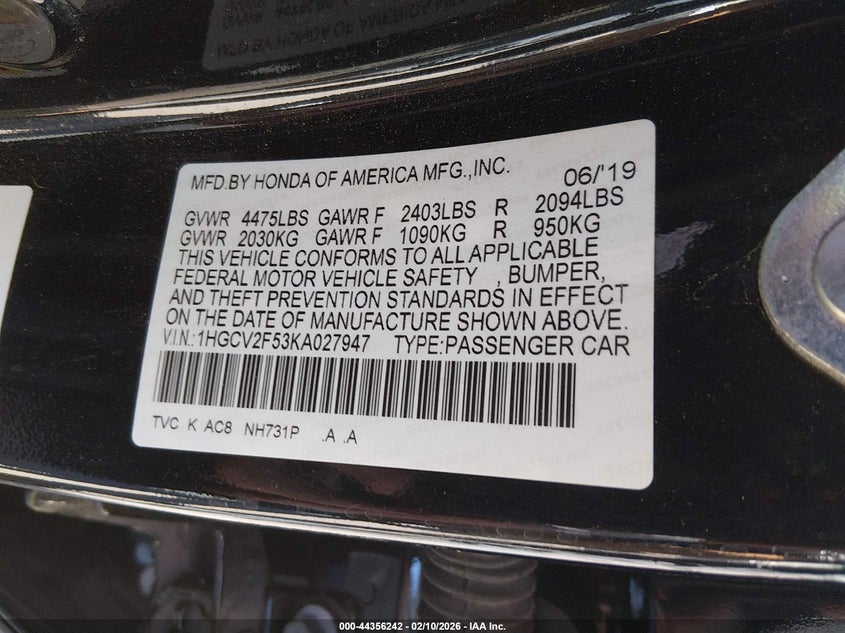 MFD.BY HONDA OF AMERICA MFG.,INC. 06/'19
GVWR 4475LBS GAWR F 2403LBS R 2094LBS
GVWR 2030KG GAWR F 1090KG R 950KG
THIS VEHICLE CONFORMS TO ALL APPLICABLE
FEDERAL MOTOR VEHICLE SAFETY , BUMPER,
AND THEFT PREVENTION STANDARDS IN EFFECT
ON THE DATE OF MANUFACTURE SHOWN ABOVE.
V.I.N.:1HGCV2F53KA027947 TYPE:PASSENGER CAR
TVC K AC8 NH731P .A .A
000-44356242 - 02/10/2026 - IAA Inc.